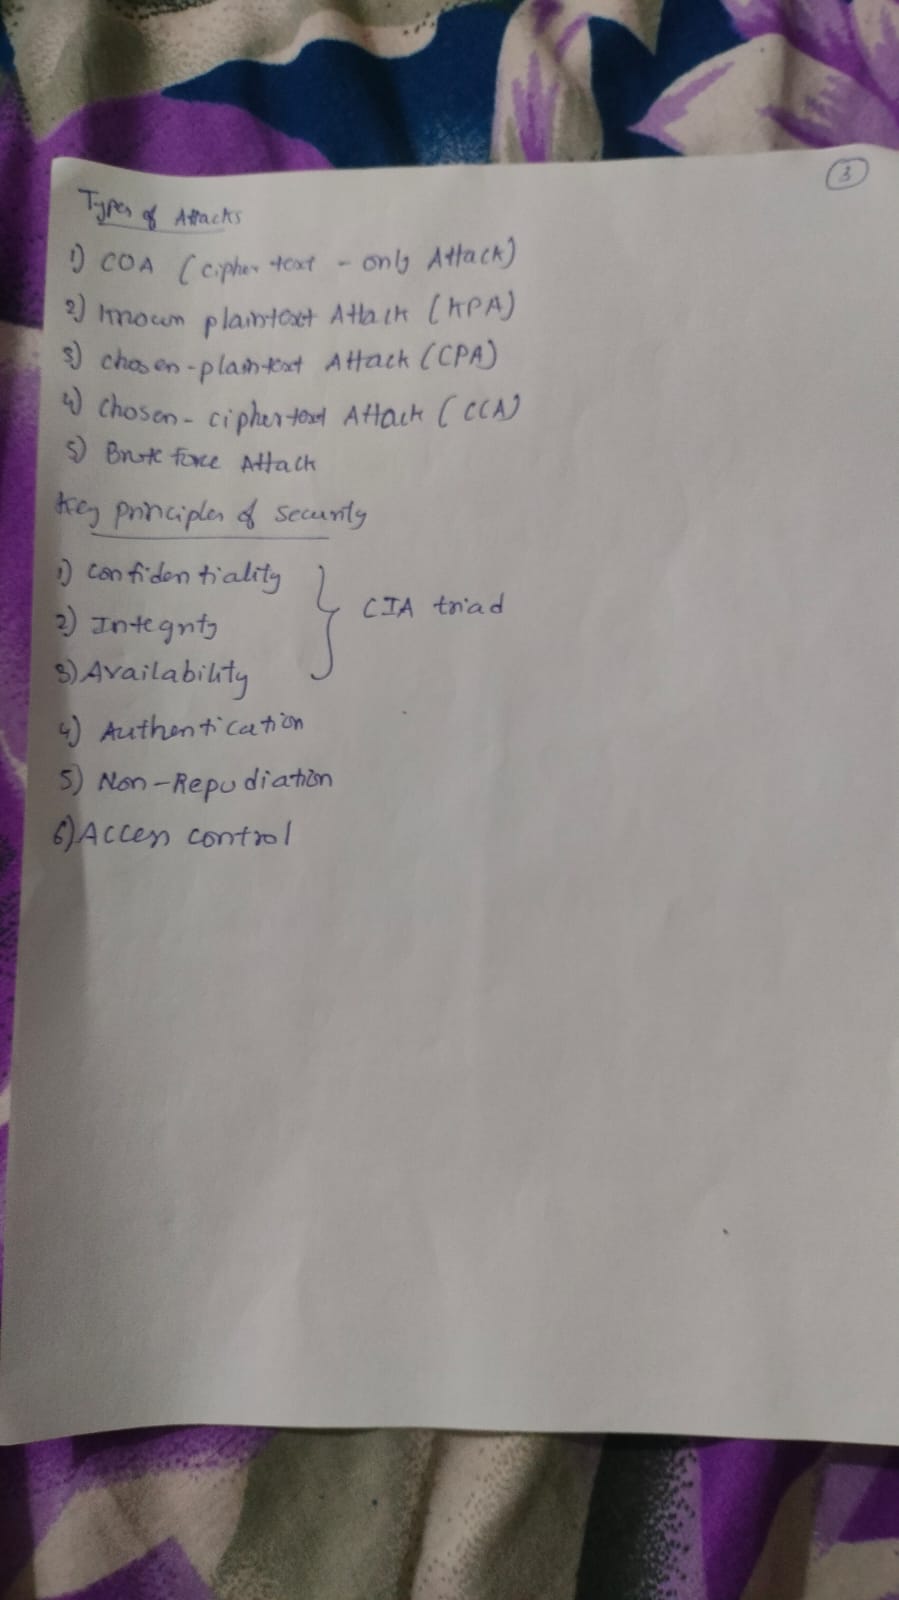 3
Types of Attacks
1) COA (cipher text - only Attack)
2) known plaintext Attack (KPA)
3) chosen-plaintext Attack (CPA)
4) chosen- ciphertext Attack (CCA)
5) Brute force Attack
Key principles of security
1) confidentiality
2) Integrity } CIA triad
3) Availability
4) Authentication
5) Non-Repudiation
6) Access control